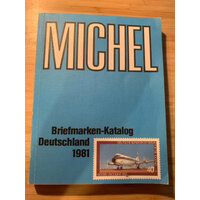 MICHEL
Briefmarken-Katalog
Deutschland
1981
40